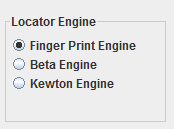 Locator Engine
Finger Print Engine
Beta Engine
Kewton Engine